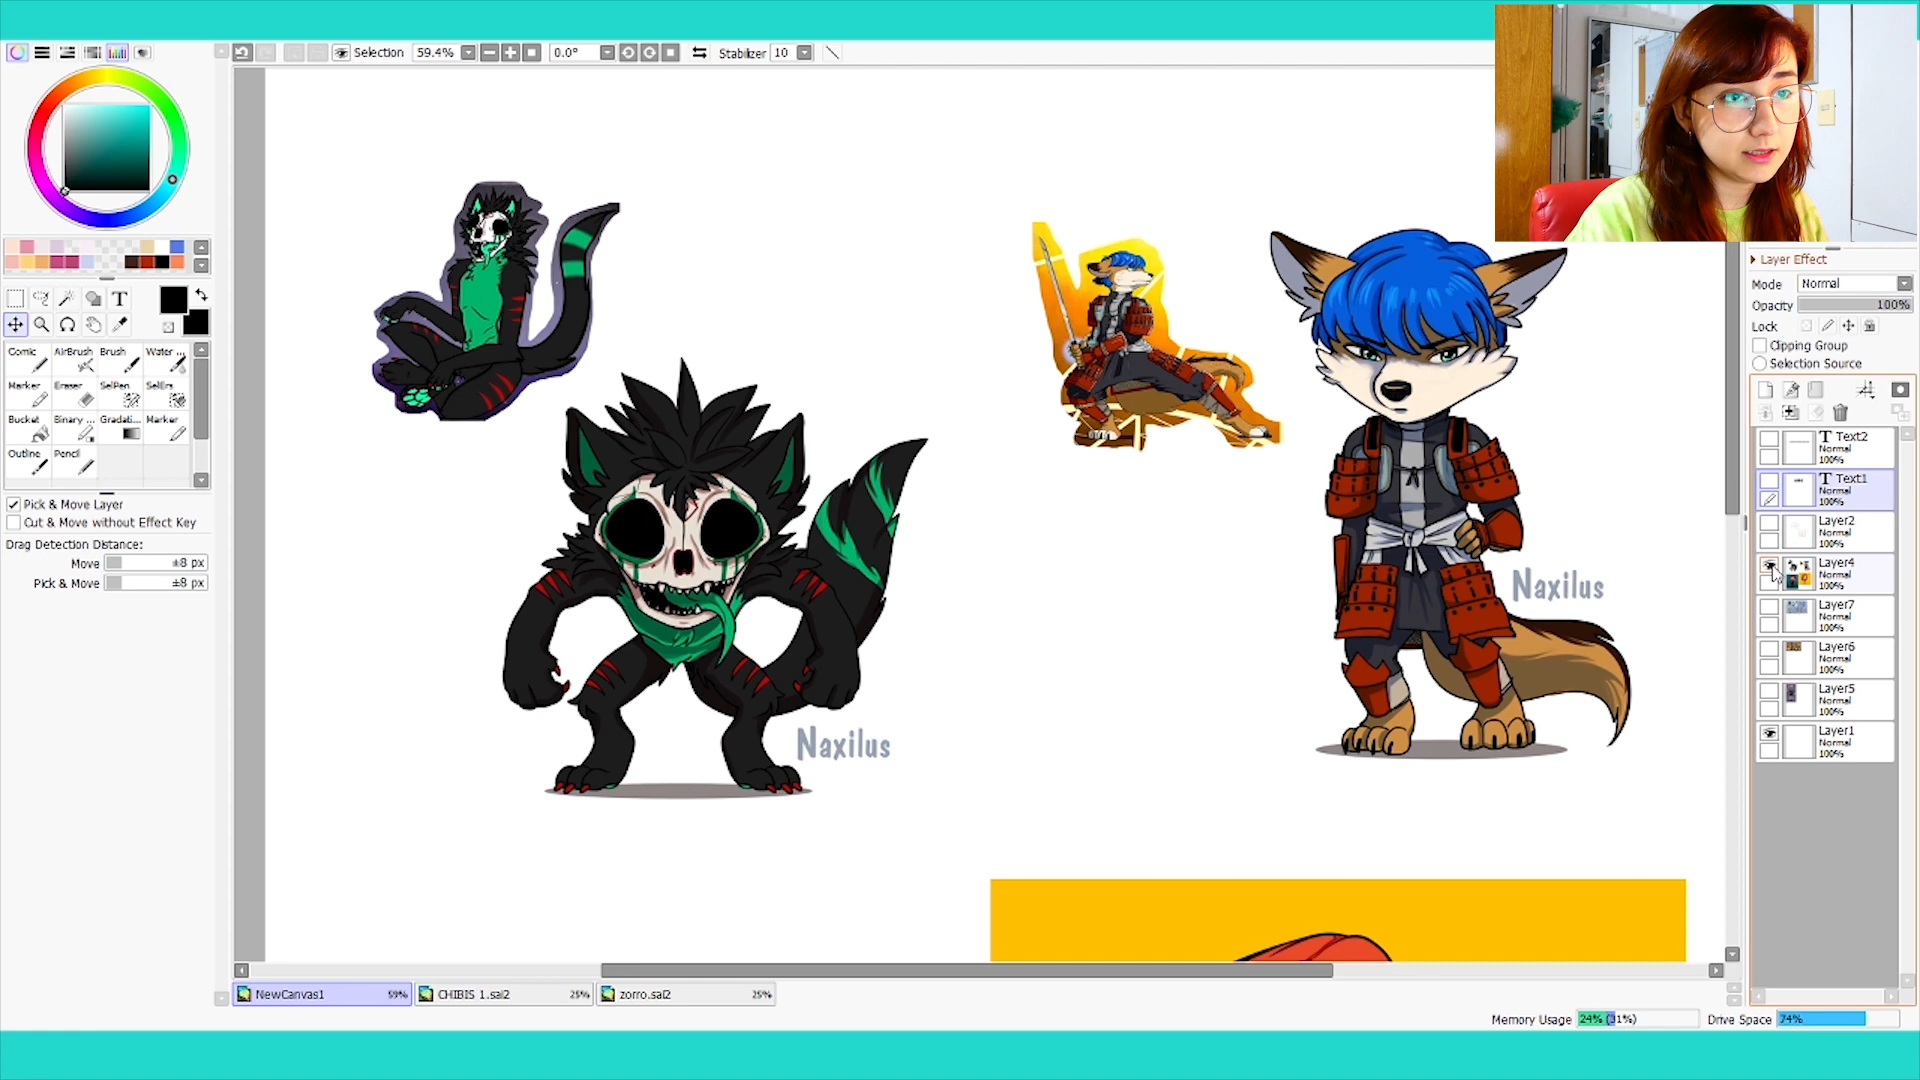 Selection 59.4% 0.0° Stabilizer 10
T
Comic AirBrush Brush Water ...
Marker Eraser SelPen SelErs
Bucket Binary ... Gradati... Marker
Outline Pencil
Pick & Move Layer
Cut & Move without Effect Key
Drag Detection Distance:
Move ±8 px
Pick & Move ±8 px
Naxilus
Naxilus
Layer Effect
Mode Normal
Opacity 100%
Lock
Clipping Group
Selection Source
T Text2
Normal
100%
T Text1
Normal
100%
Layer2
Normal
100%
Layer4
Normal
100%
Layer7
Normal
100%
Layer6
Normal
100%
Layer5
Normal
100%
Layer1
Normal
100%
NewCanvas1 59% CHIBIS 1.sai2 25% zorro.sai2 25%
Memory Usage 24% (31%) Drive Space 74%